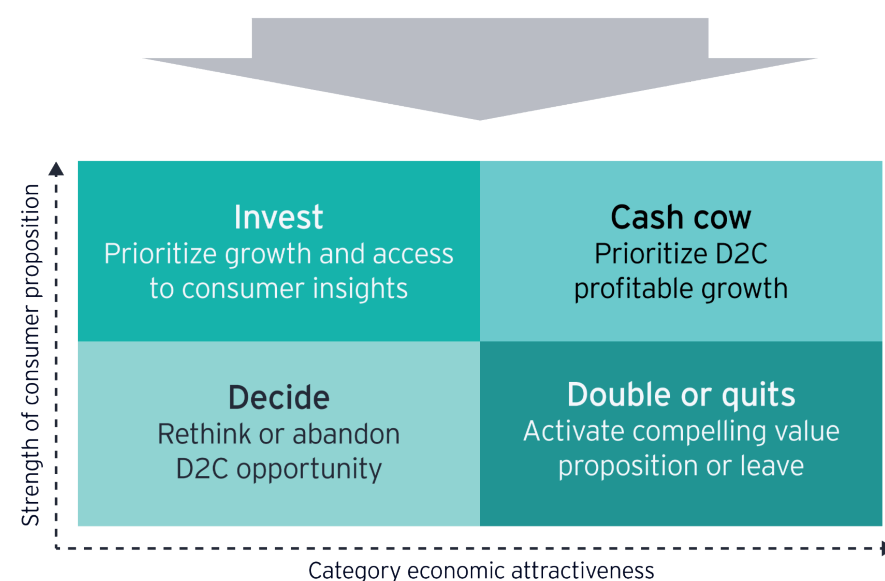 Strength of consumer proposition
Invest
Prioritize growth and access
to consumer insights
Cash cow
Prioritize D2C
profitable growth
Decide
Rethink or abandon
D2C opportunity
Double or quits
Activate compelling value
proposition or leave
Category economic attractiveness